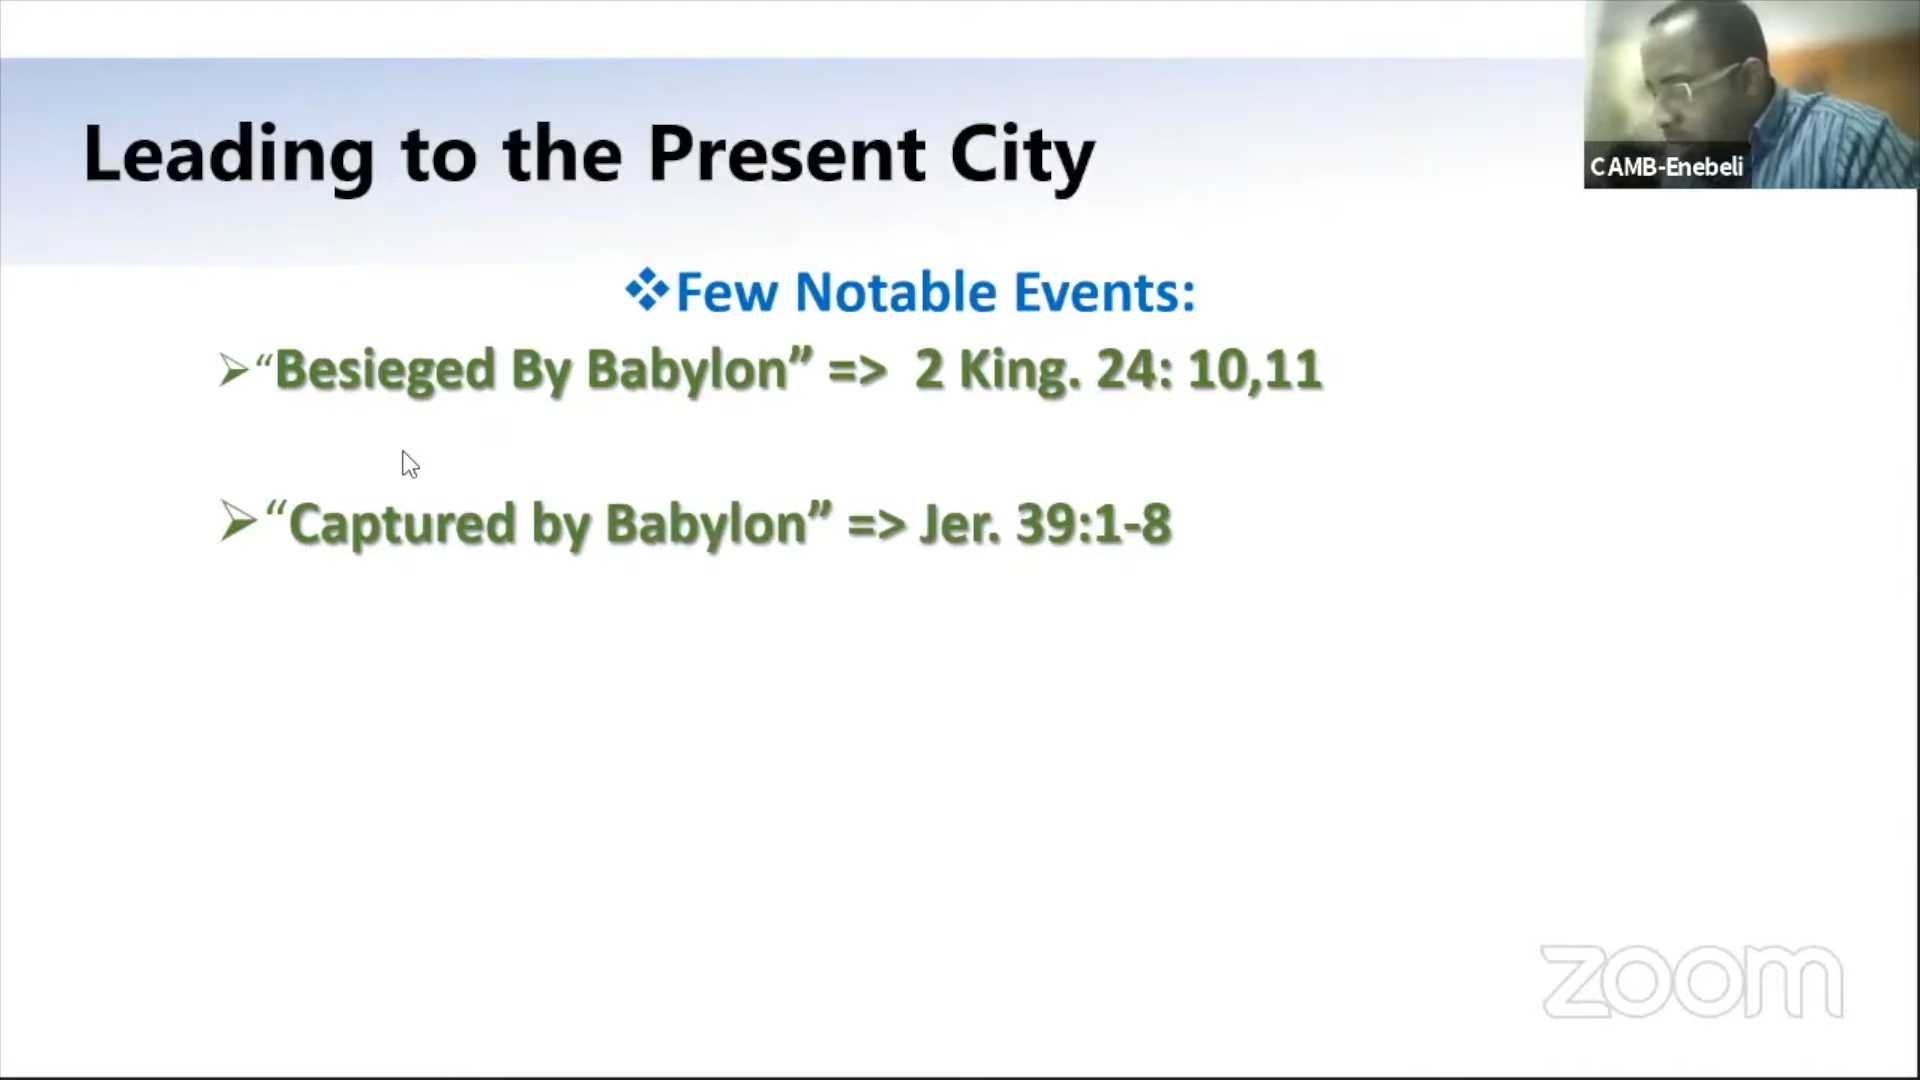 Leading to the Present City
CAMB-Enebeli
❖Few Notable Events:
➢“Besieged By Babylon” => 2 King. 24: 10,11
➢“Captured by Babylon” => Jer. 39:1-8
zoom